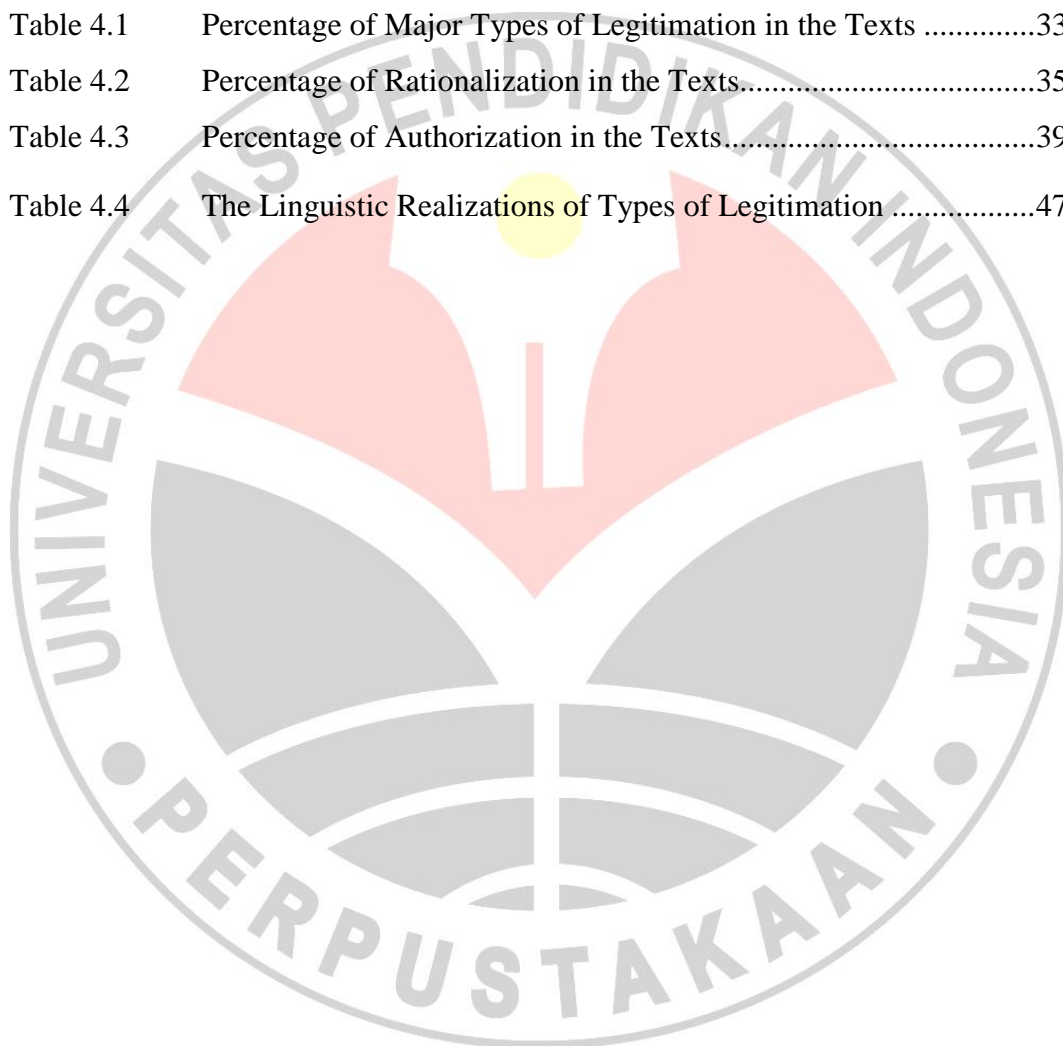 Table 4.1 Percentage of Major Types of Legitimation in the Texts ..............33
Table 4.2 Percentage of Rationalization in the Texts..................................35
Table 4.3 Percentage of Authorization in the Texts....................................39
Table 4.4 The Linguistic Realizations of Types of Legitimation .................47
UNIVERSITAS PENDIDIKAN INDONESIA
PERPUSTAKAAN